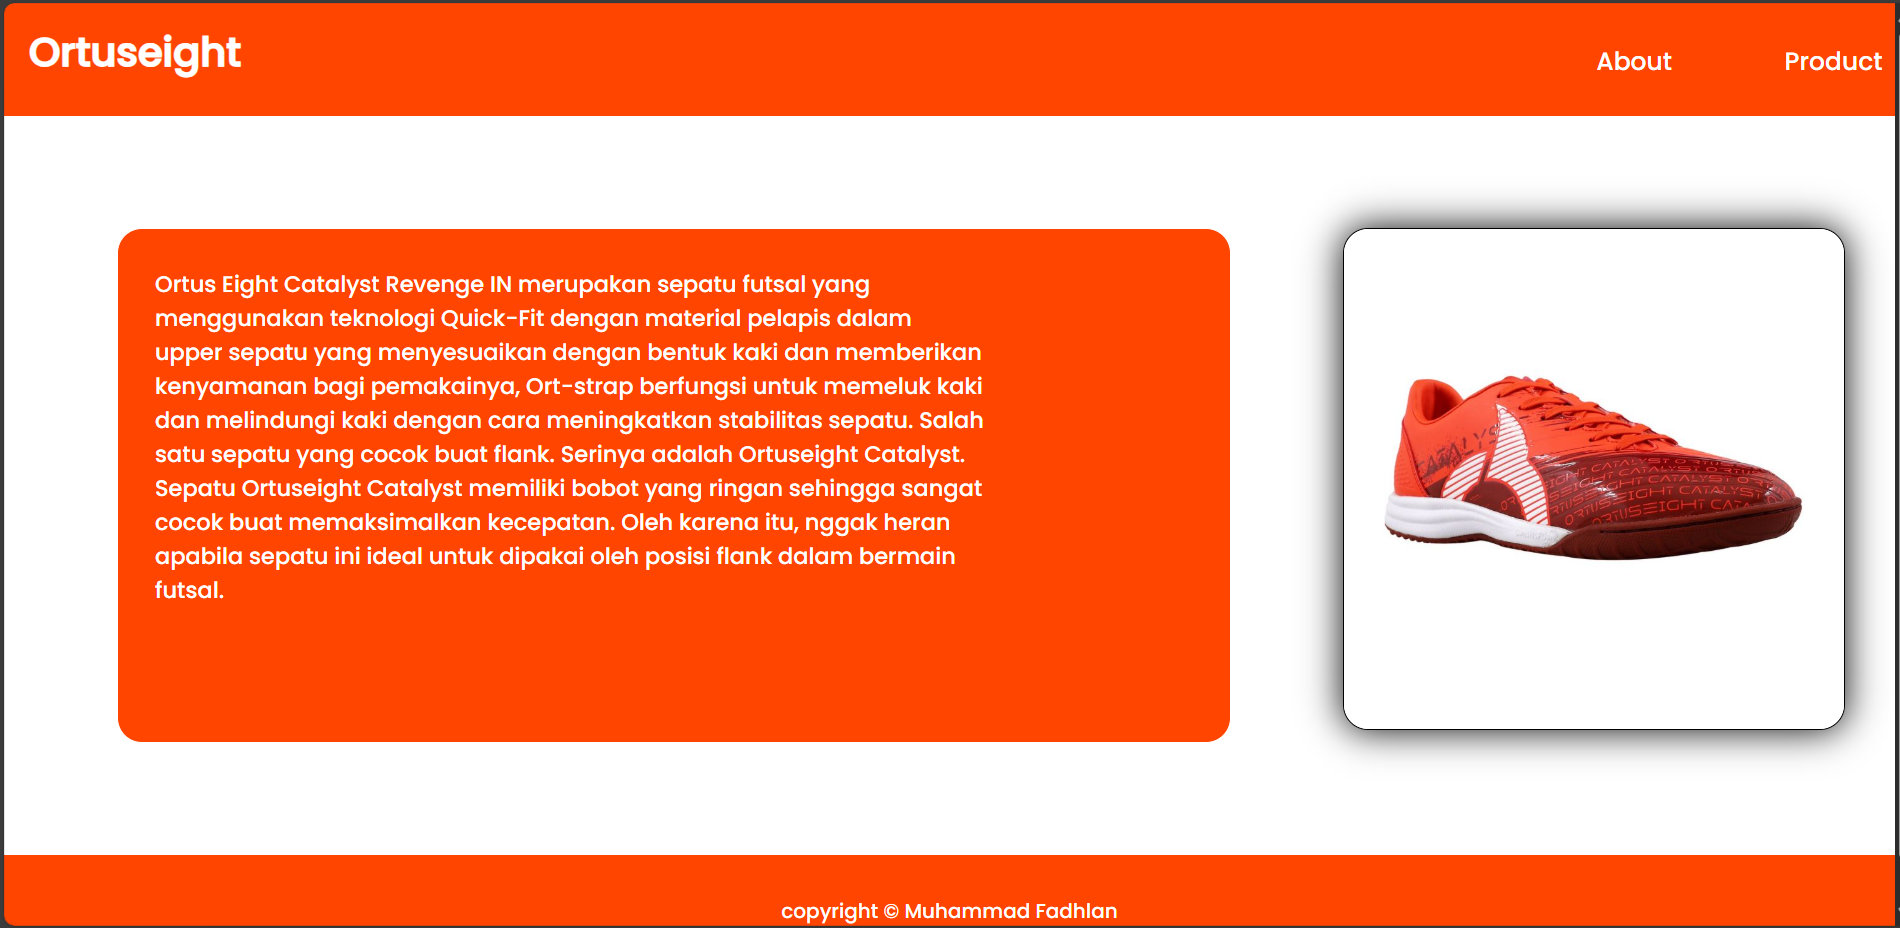 Ortuseight
About
Product
Ortus Eight Catalyst Revenge IN merupakan sepatu futsal yang
menggunakan teknologi Quick-Fit dengan material pelapis dalam
upper sepatu yang menyesuaikan dengan bentuk kaki dan memberikan
kenyamanan bagi pemakainya, Ort-strap berfungsi untuk memeluk kaki
dan melindungi kaki dengan cara meningkatkan stabilitas sepatu. Salah
satu sepatu yang cocok buat flank. Serinya adalah Ortuseight Catalyst.
Sepatu Ortuseight Catalyst memiliki bobot yang ringan sehingga sangat
cocok buat memaksimalkan kecepatan. Oleh karena itu, nggak heran
apabila sepatu ini ideal untuk dipakai oleh posisi flank dalam bermain
futsal.
CATALYST
copyright © Muhammad Fadhlan